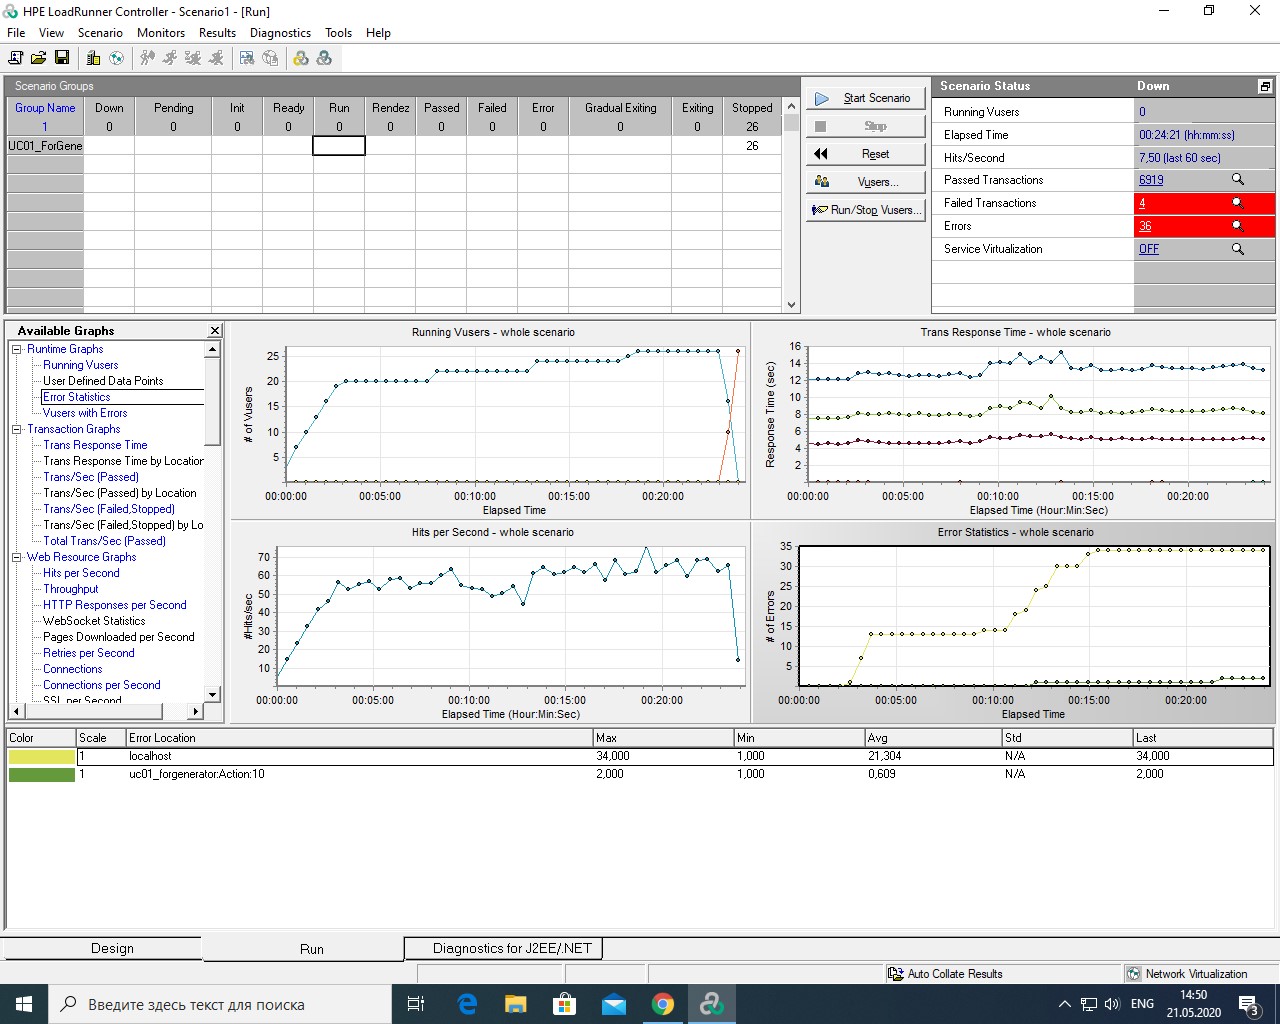 HPE LoadRunner Controller - Scenario1 - [Run]
File View Scenario Monitors Results Diagnostics Tools Help
Scenario Groups
Group Name Down Pending Init Ready Run Rendez Passed Failed Error Gradual Exiting Exiting Stopped
1 0 0 0 0 0 0 0 0 0 0 0 26
UC01_ForGene 26
Start Scenario
Stop
Reset
Vusers...
Run/Stop Vusers...
Scenario Status Down
Running Vusers 0
Elapsed Time 00:24:21 (hh:mm:ss)
Hits/Second 7,50 (last 60 sec)
Passed Transactions 6919
Failed Transactions 4
Errors 36
Service Virtualization OFF
Available Graphs
Runtime Graphs
Running Vusers
User Defined Data Points
Error Statistics
Vusers with Errors
Transaction Graphs
Trans Response Time
Trans Response Time by Location
Trans/Sec (Passed)
Trans/Sec (Passed) by Location
Trans/Sec (Failed,Stopped)
Trans/Sec (Failed,Stopped) by Lo
Total Trans/Sec (Passed)
Web Resource Graphs
Hits per Second
Throughput
HTTP Responses per Second
WebSocket Statistics
Pages Downloaded per Second
Retries per Second
Connections
Connections per Second
SSL per Second
Running Vusers - whole scenario
# of Vusers
25
20
15
10
5
00:00:00 00:05:00 00:10:00 00:15:00 00:20:00
Elapsed Time
Trans Response Time - whole scenario
Response Time (sec)
16
14
12
10
8
6
4
2
00:00:00 00:05:00 00:10:00 00:15:00 00:20:00
Elapsed Time (Hour:Min:Sec)
Hits per Second - whole scenario
#Hits/sec
70
60
50
40
30
20
10
00:00:00 00:05:00 00:10:00 00:15:00 00:20:00
Elapsed Time (Hour:Min:Sec)
Error Statistics - whole scenario
# of Errors
35
30
25
20
15
10
5
00:00:00 00:05:00 00:10:00 00:15:00 00:20:00
Elapsed Time
Color Scale Error Location Max Min Avg Std Last
1 localhost 34,000 1,000 21,304 N/A 34,000
1 uc01_forgenerator:Action:10 2,000 1,000 0,609 N/A 2,000
Design Run Diagnostics for J2EE/.NET
Auto Collate Results Network Virtualization
Введите здесь текст для поиска
ENG
14:50
21.05.2020
3